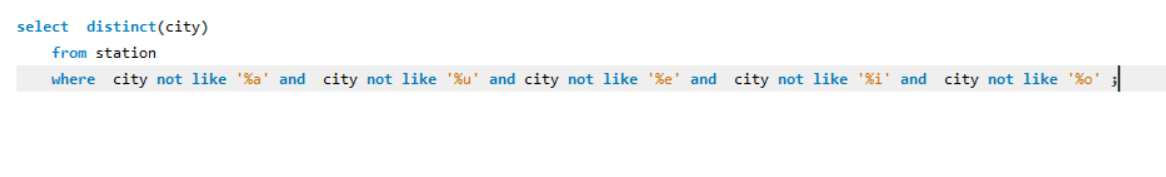 select  distinct(city)
    from station
    where  city not like '%a' and  city not like '%u' and city not like '%e' and  city not like '%i' and  city not like '%o' ;